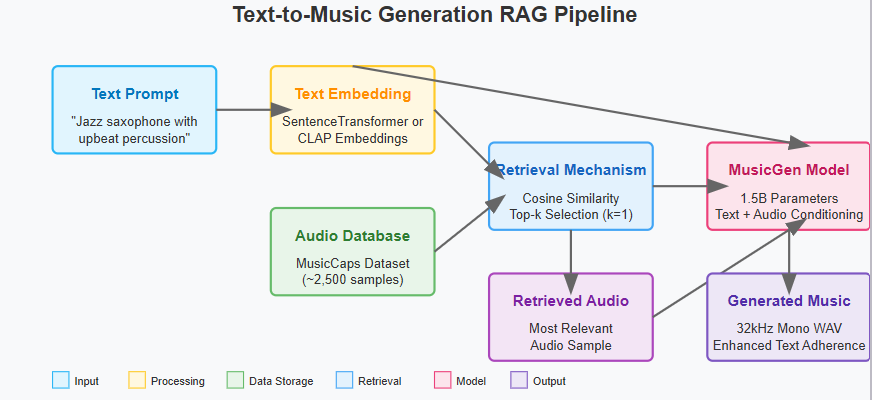 Text-to-Music Generation RAG Pipeline
Text Prompt
"Jazz saxophone with
upbeat percussion"
Text Embedding
SentenceTransformer or
CLAP Embeddings
Retrieval Mechanism
Cosine Similarity
Top-k Selection (k=1)
MusicGen Model
1.5B Parameters
Text + Audio Conditioning
Audio Database
MusicCaps Dataset
(~2,500 samples)
Retrieved Audio
Most Relevant
Audio Sample
Generated Music
32kHz Mono WAV
Enhanced Text Adherence
Input
Processing
Data Storage
Retrieval
Model
Output